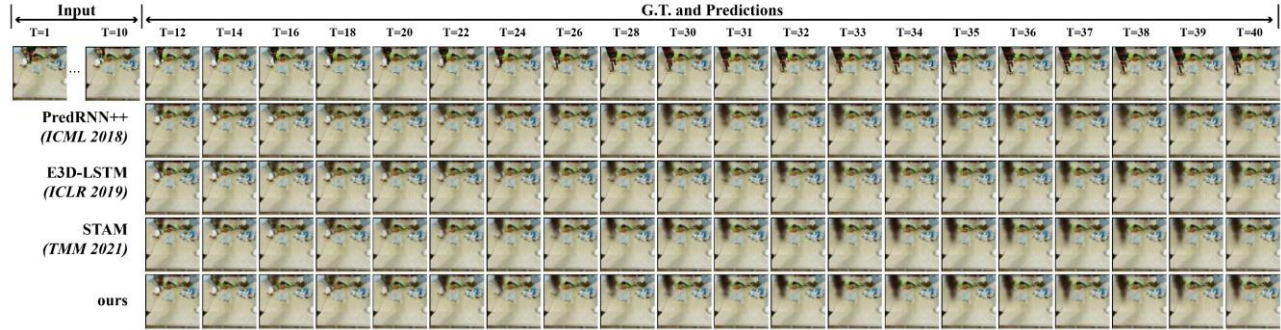 Input G.T. and Predictions
T=1 T=10 T=12 T=14 T=16 T=18 T=20 T=22 T=24 T=26 T=28 T=30 T=31 T=32 T=33 T=34 T=35 T=36 T=37 T=38 T=39 T=40
...
PredRNN++
(ICML 2018)
E3D-LSTM
(ICLR 2019)
STAM
(TMM 2021)
ours